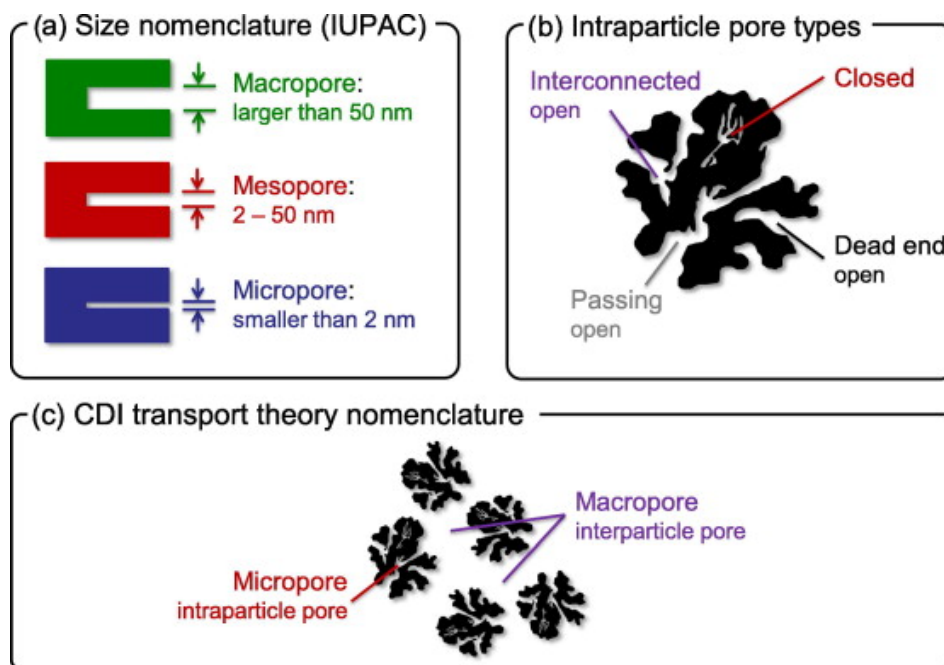 (a) Size nomenclature (IUPAC)
Macropore:
larger than 50 nm
Mesopore:
2 – 50 nm
Micropore:
smaller than 2 nm
(b) Intraparticle pore types
Interconnected
open
Closed
Dead end
open
Passing
open
(c) CDI transport theory nomenclature
Macropore
interparticle pore
Micropore
intraparticle pore